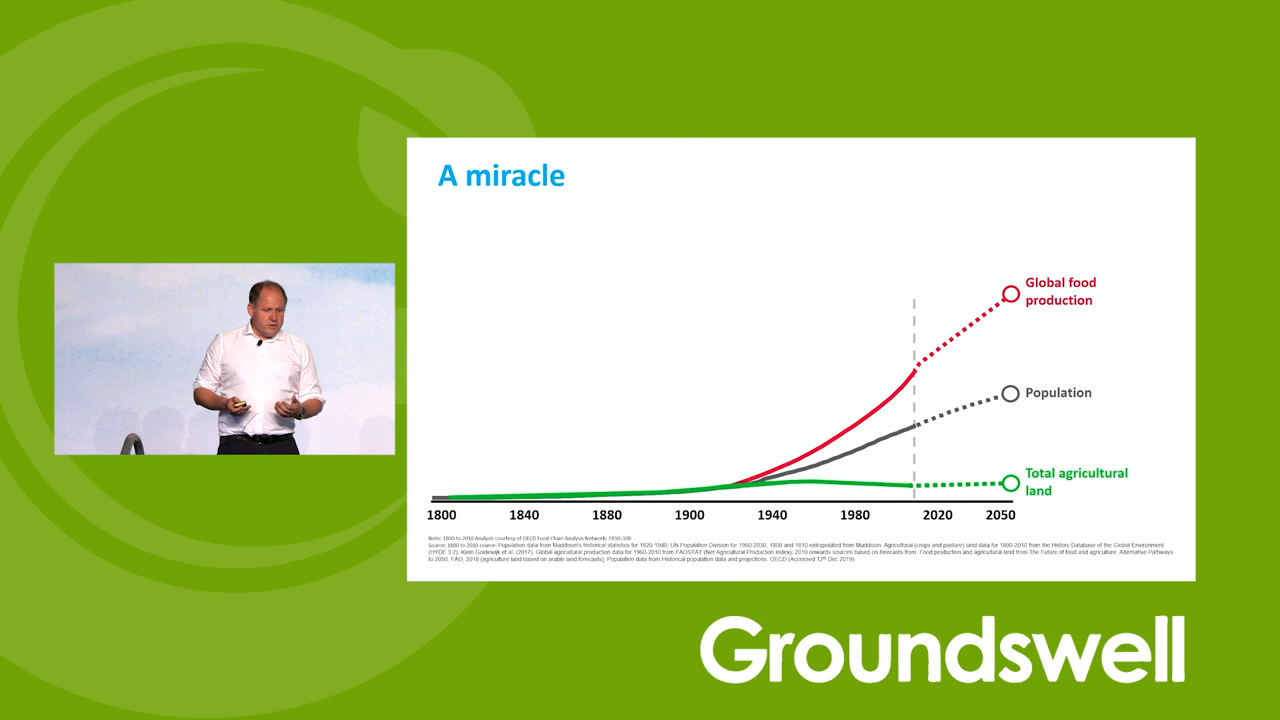 A miracle
Global food
production
Population
Total agricultural
land
1800 1840 1880 1900 1940 1980 2020 2050
Note: 1800 to 2010 Analysis courtesy of OECD Food Chain Analysis Network; 1950=100
Source: 1800 to 2010 source: Population data from Maddison's historical statistics for 1820-1940, UN Population Division for 1950-2030, 1800 and 1810 extrapolated from Maddison. Agricultural (crops and pasture) land data for 1800-2010 from the History Database of the Global Environment
(HYDE 3.2), Klein Goldewijk et al. (2017). Global agricultural production data for 1960-2010 from FAOSTAT (Net Agricultural Production Index), 2010 onwards sources based on forecasts from: Food production and agricultural land from The Future of food and agriculture: Alternative Pathways
to 2050, FAO, 2018 (agriculture land based on arable land forecasts), Population data from Historical population data and projections, OECD (Accessed 12th Dec 2019)
Groundswell